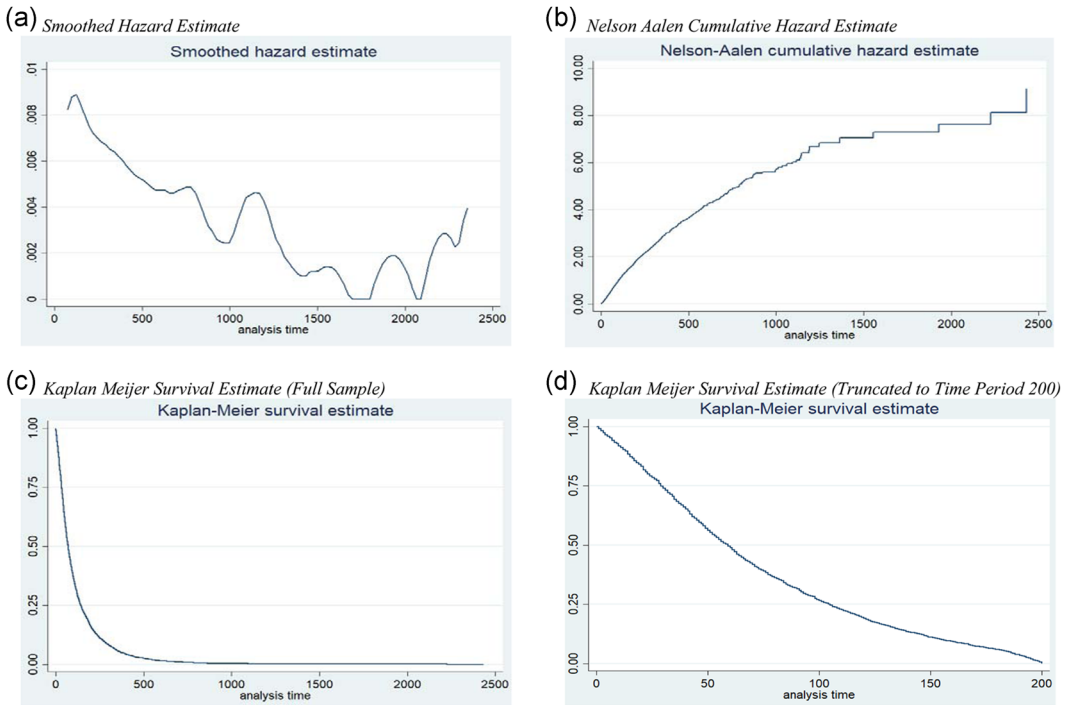 (a) Smoothed Hazard Estimate
Smoothed hazard estimate
.01
.008
.006
.004
.002
0
0 500 1000 1500 2000 2500
analysis time
(b) Nelson Aalen Cumulative Hazard Estimate
Nelson-Aalen cumulative hazard estimate
10.00
8.00
6.00
4.00
2.00
0.00
0 500 1000 1500 2000 2500
analysis time
(c) Kaplan Meijer Survival Estimate (Full Sample)
Kaplan-Meier survival estimate
1.00
0.75
0.50
0.25
0.00
0 500 1000 1500 2000 2500
analysis time
(d) Kaplan Meijer Survival Estimate (Truncated to Time Period 200)
Kaplan-Meier survival estimate
1.00
0.75
0.50
0.25
0.00
0 50 100 150 200
analysis time